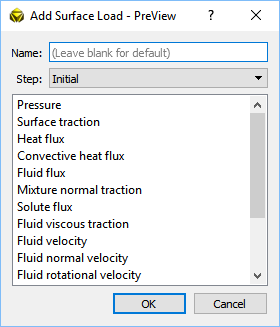 Add Surface Load - PreView
Name: (Leave blank for default)
Step: Initial
Pressure
Surface traction
Heat flux
Convective heat flux
Fluid flux
Mixture normal traction
Solute flux
Fluid viscous traction
Fluid velocity
Fluid normal velocity
Fluid rotational velocity
OK Cancel